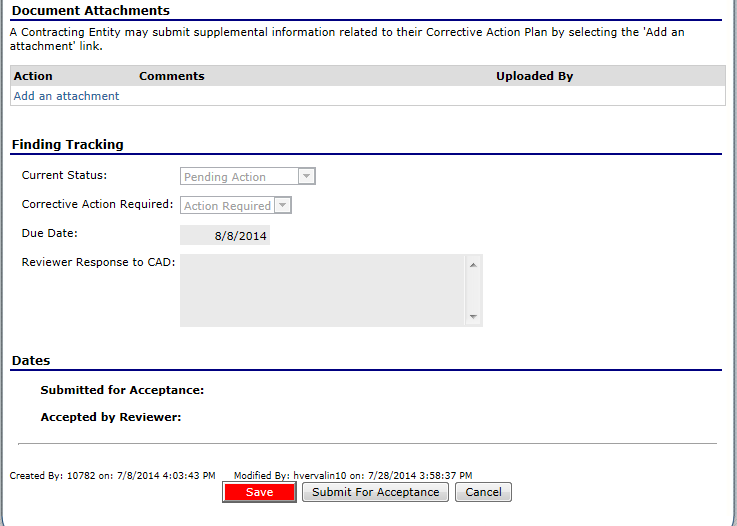 Document Attachments
A Contracting Entity may submit supplemental information related to their Corrective Action Plan by selecting the 'Add an
attachment' link.
Action Comments Uploaded By
Add an attachment
Finding Tracking
Current Status: Pending Action
Corrective Action Required: Action Required
Due Date: 8/8/2014
Reviewer Response to CAD:
Dates
Submitted for Acceptance:
Accepted by Reviewer:
Created By: 10782 on: 7/8/2014 4:03:43 PM Modified By: hvervalin10 on: 7/28/2014 3:58:37 PM
Save Submit For Acceptance Cancel